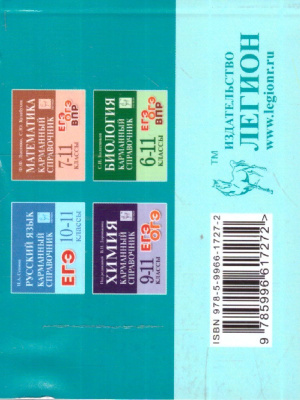 МАТЕМАТИКА
КАРМАННЫЙ
СПРАВОЧНИК
7-11
КЛАССЫ
ЕГЭ
ОГЭ
ВПР
БИОЛОГИЯ
КАРМАННЫЙ
СПРАВОЧНИК
6-11
КЛАССЫ
ЕГЭ
ОГЭ
ВПР
РУССКИЙ ЯЗЫК
КАРМАННЫЙ
СПРАВОЧНИК
ЕГЭ
10-11
КЛАССЫ
ХИМИЯ
КАРМАННЫЙ
СПРАВОЧНИК
9-11
КЛАССЫ
ЕГЭ
ОГЭ
TM
ИЗДАТЕЛЬСТВО
ЛЕГИОН
www.legionr.ru
ISBN 978-5-9966-1727-2
9 785996 617272 >